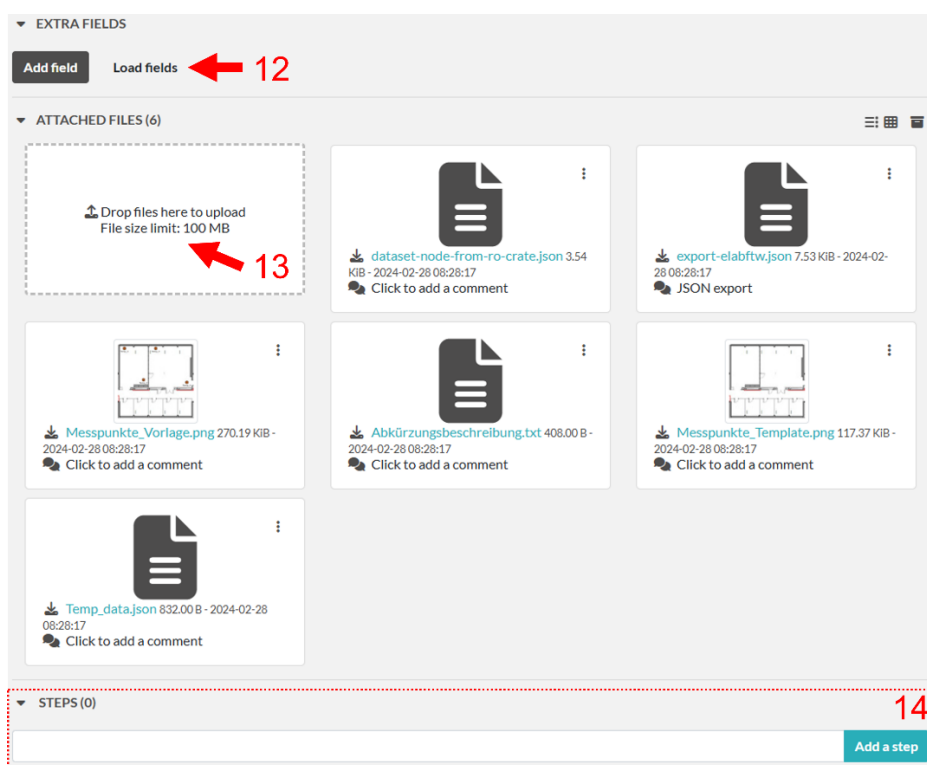 EXTRA FIELDS
Add field
Load fields
12
ATTACHED FILES (6)
Drop files here to upload
File size limit: 100 MB
13
dataset-node-from-ro-crate.json 3.54
KiB - 2024-02-28 08:28:17
Click to add a comment
export-elabftw.json 7.53 KiB - 2024-02-
28 08:28:17
JSON export
Messpunkte_Vorlage.png 270.19 KiB -
2024-02-28 08:28:17
Click to add a comment
Abkürzungsbeschreibung.txt 408.00 B -
2024-02-28 08:28:17
Click to add a comment
Messpunkte_Template.png 117.37 KiB -
2024-02-28 08:28:17
Click to add a comment
Temp_data.json 832.00 B - 2024-02-28
08:28:17
Click to add a comment
STEPS (0)
14
Add a step